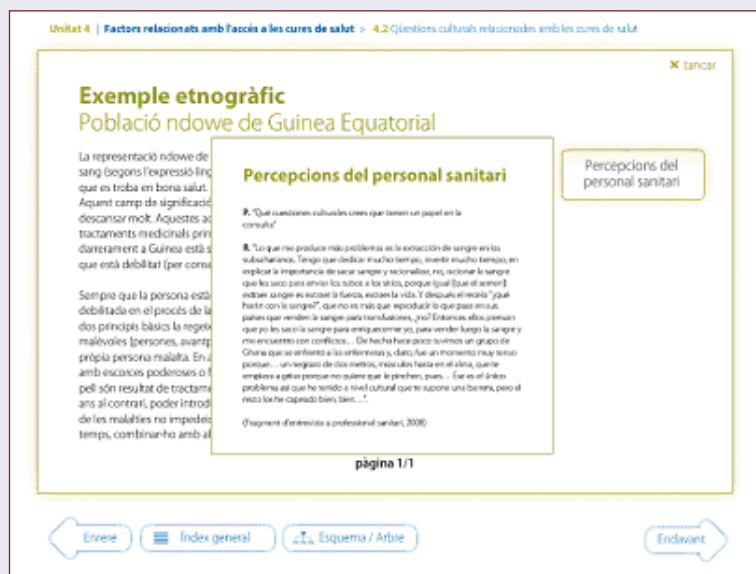 Unitat 4 | Factors relacionats amb l'accés a les cures de salut > 4.2 Qüestions culturals relacionades amb les cures de salut
× tancar
Exemple etnogràfic
Població ndowe de Guinea Equatorial
La representació ndowe de
sang (segons l'expressió ling
que es troba en bona salut.
Aquent camp de significació
descansar molt. Aquestes ac
tractaments medicinals prin
darrerament a Guinea està s
que està debilitat (per conse
Sempre que la persona està
debilitada en el procés de la
dos principis bàsics la regeix
malèvoles (persones, avantp
pròpia persona malalta. En a
amb escorces poderoses o f
pell són resultat de tractame
ans al contrari, poder introdu
de les malalties no impedeix
temps, combinar-ho amb al
Percepcions del personal sanitari
P. "Qué cuestiones culturales crees que tienen un papel en la
consulta"
R. "Lo que me produce más problemas es la extracción de sangre en los
subsaharianos. Tengo que dedicar mucho tiempo, invertir mucho tiempo, en
explicar la importancia de sacar sangre y racionalizar, no, racionar la sangre
que les saco para enviar los tubos a los sitios, porque igual [que el semen]:
extraer sangre es extraer la fuerza, extraer la vida. Y después el recelo "¿qué
harán con la sangre?", que no es más que reproducir lo que pasa en sus
países que venden la sangre para transfusiones, ¿no? Entonces ellos piensan
que yo les saco la sangre para enriquecerme yo, para vender luego la sangre y
me encuentro con conflictos... De hecho hace poco tuvimos un grupo de
Ghana que se enfrentó a las enfermeras y, claro, fue un momento muy tenso
porque... un negrazo de dos metros, músculos hasta en el alma, que te
empieza a gritar porque no quiere que le pinchen, pues... Ese es el único
problema así que he tenido a nivel cultural que te supone una barrera, pero el
resto los he capeado bien, bien...".
(Fragment d'entrevista a professional sanitari, 2008)
Percepcions del
personal sanitari
pàgina 1/1
Enrere
Índex general
Esquema / Arbre
Endavant